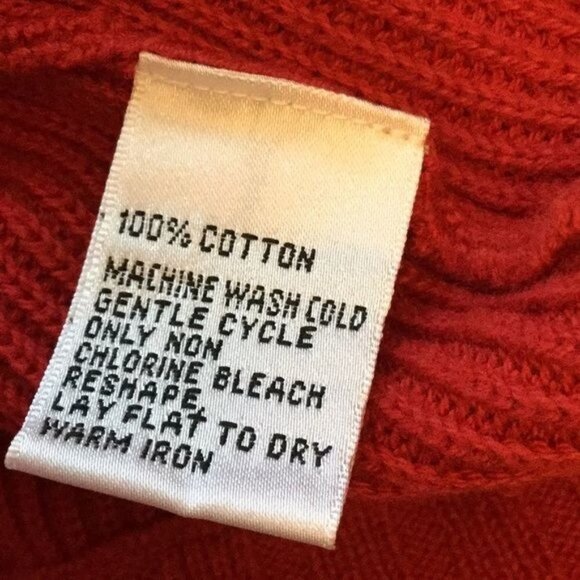 100% COTTON
MACHINE WASH COLD
GENTLE CYCLE
ONLY NON
CHLORINE BLEACH
RESHAPE,
LAY FLAT TO DRY
WARM IRON